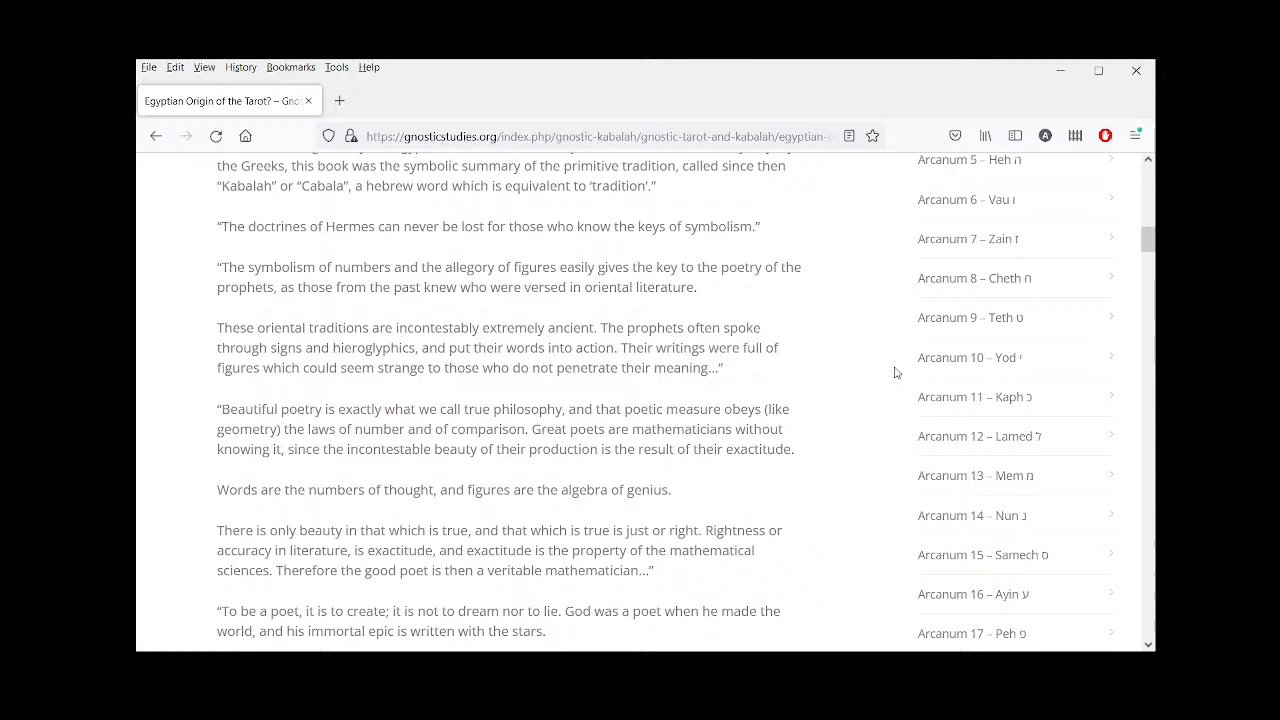 File Edit View History Bookmarks Tools Help
Egyptian Origin of the Tarot? – Gno
https://gnosticstudies.org/index.php/gnostic-kabalah/gnostic-tarot-and-kabalah/egyptian-
the Greeks, this book was the symbolic summary of the primitive tradition, called since then
“Kabalah” or “Cabala”, a hebrew word which is equivalent to ‘tradition’.”
“The doctrines of Hermes can never be lost for those who know the keys of symbolism.”
“The symbolism of numbers and the allegory of figures easily gives the key to the poetry of the
prophets, as those from the past knew who were versed in oriental literature.
These oriental traditions are incontestably extremely ancient. The prophets often spoke
through signs and hieroglyphics, and put their words into action. Their writings were full of
figures which could seem strange to those who do not penetrate their meaning...”
“Beautiful poetry is exactly what we call true philosophy, and that poetic measure obeys (like
geometry) the laws of number and of comparison. Great poets are mathematicians without
knowing it, since the incontestable beauty of their production is the result of their exactitude.
Words are the numbers of thought, and figures are the algebra of genius.
There is only beauty in that which is true, and that which is true is just or right. Rightness or
accuracy in literature, is exactitude, and exactitude is the property of the mathematical
sciences. Therefore the good poet is then a veritable mathematician...”
“To be a poet, it is to create; it is not to dream nor to lie. God was a poet when he made the
world, and his immortal epic is written with the stars.
Arcanum 5 – Heh ה
Arcanum 6 – Vau ו
Arcanum 7 – Zain ז
Arcanum 8 – Cheth ח
Arcanum 9 – Teth ט
Arcanum 10 – Yod י
Arcanum 11 – Kaph כ
Arcanum 12 – Lamed ל
Arcanum 13 – Mem מ
Arcanum 14 – Nun נ
Arcanum 15 – Samech ס
Arcanum 16 – Ayin ע
Arcanum 17 – Peh פ